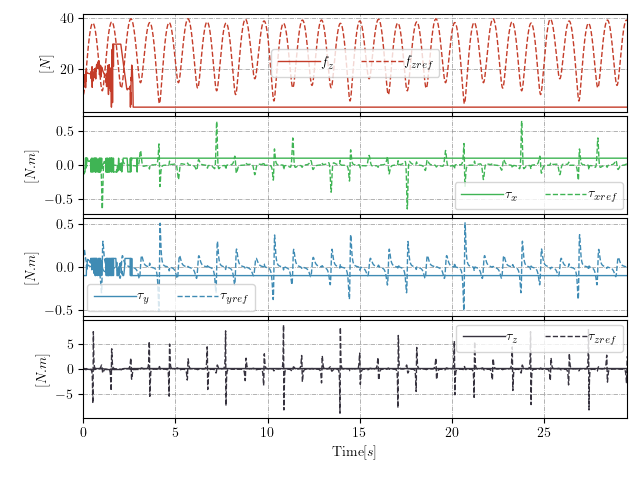 40
20
[N]
f_z f_zref
0.5
0.0
−0.5
[N.m]
τ_x τ_xref
0.5
0.0
−0.5
[N.m]
τ_y τ_yref
5
0
−5
[N.m]
τ_z τ_zref
0 5 10 15 20 25
Time[s]